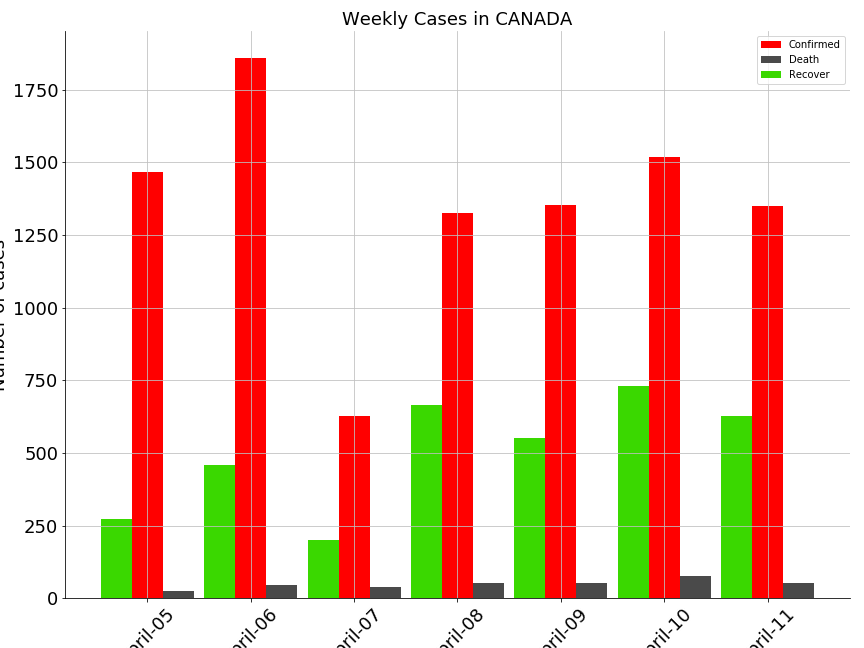 Weekly Cases in CANADA
Confirmed
Death
Recover
1750
1500
1250
1000
750
500
250
0
Number of cases
pril-05
pril-06
pril-07
pril-08
pril-09
pril-10
pril-11